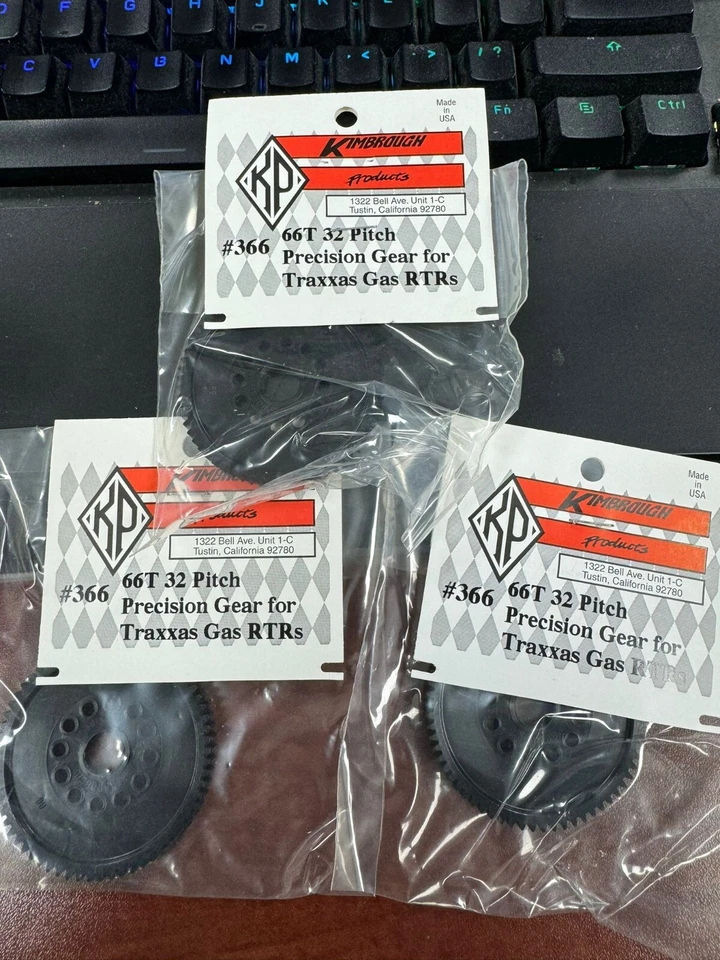 D F G H J K L
C V B N M < > / ?
Fn Ctrl
Made
in
USA
KP
KIMBROUGH
Products
1322 Bell Ave. Unit 1-C
Tustin, California 92780
#366
66T 32 Pitch
Precision Gear for
Traxxas Gas RTRs
KP
KIMBROUGH
Products
1322 Bell Ave. Unit 1-C
Tustin, California 92780
#366
66T 32 Pitch
Precision Gear for
Traxxas Gas RTRs
Made
in
USA
KP
KIMBROUGH
Products
1322 Bell Ave. Unit 1-C
Tustin, California 92780
#366
66T 32 Pitch
Precision Gear for
Traxxas Gas RTRs